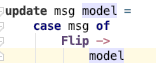 update msg model =
case msg of
Flip ->
model